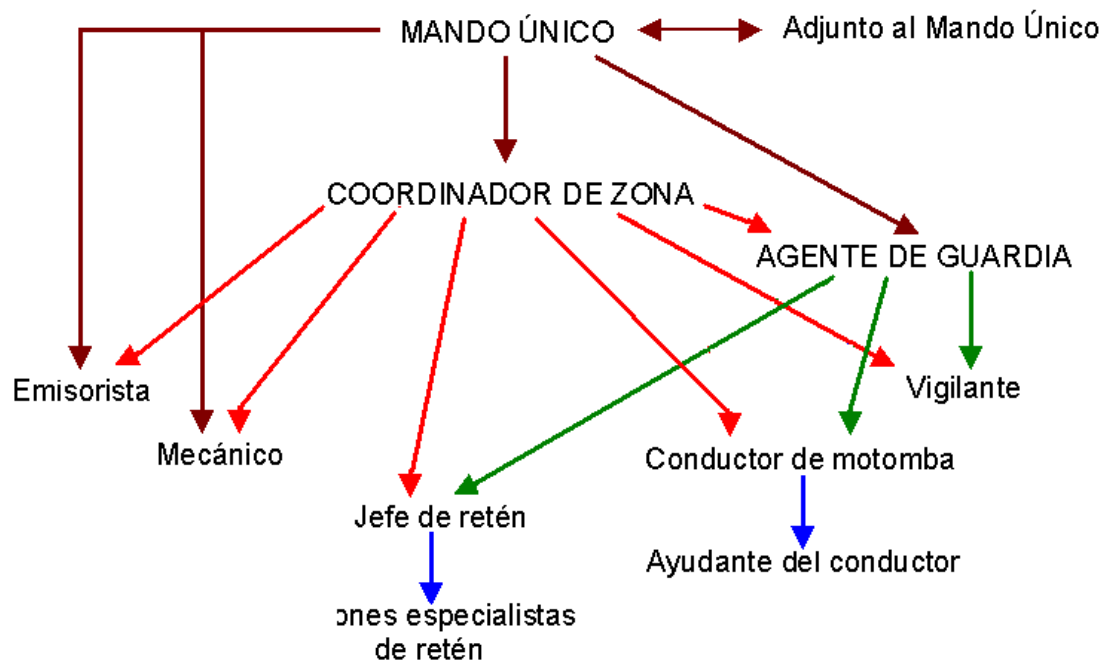 MANDO ÚNICO
Adjunto al Mando Único
COORDINADOR DE ZONA
AGENTE DE GUARDIA
Emisorista
Vigilante
Mecánico
Conductor de motomba
Jefe de retén
Ayudante del conductor
ones especialistas
de retén